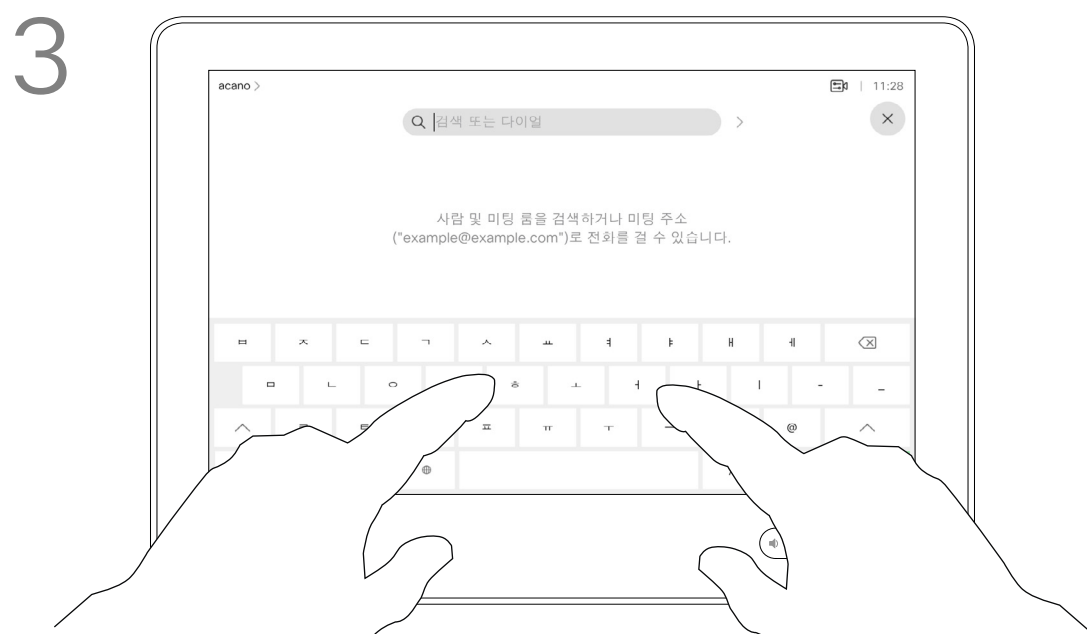 3
acano >
11:28
검색 또는 다이얼 >
사람 및 미팅 룸을 검색하거나 미팅 주소
("example@example.com")로 전화를 걸 수 있습니다.
ㅂ ㅈ ㄷ ㄱ ㅅ ㅛ ㅕ ㅑ ㅐ ㅔ
ㅁ ㄴ ㅇ ㅎ ㅗ ㅓ ㅣ - _
ㅍ ㅠ ㅜ @